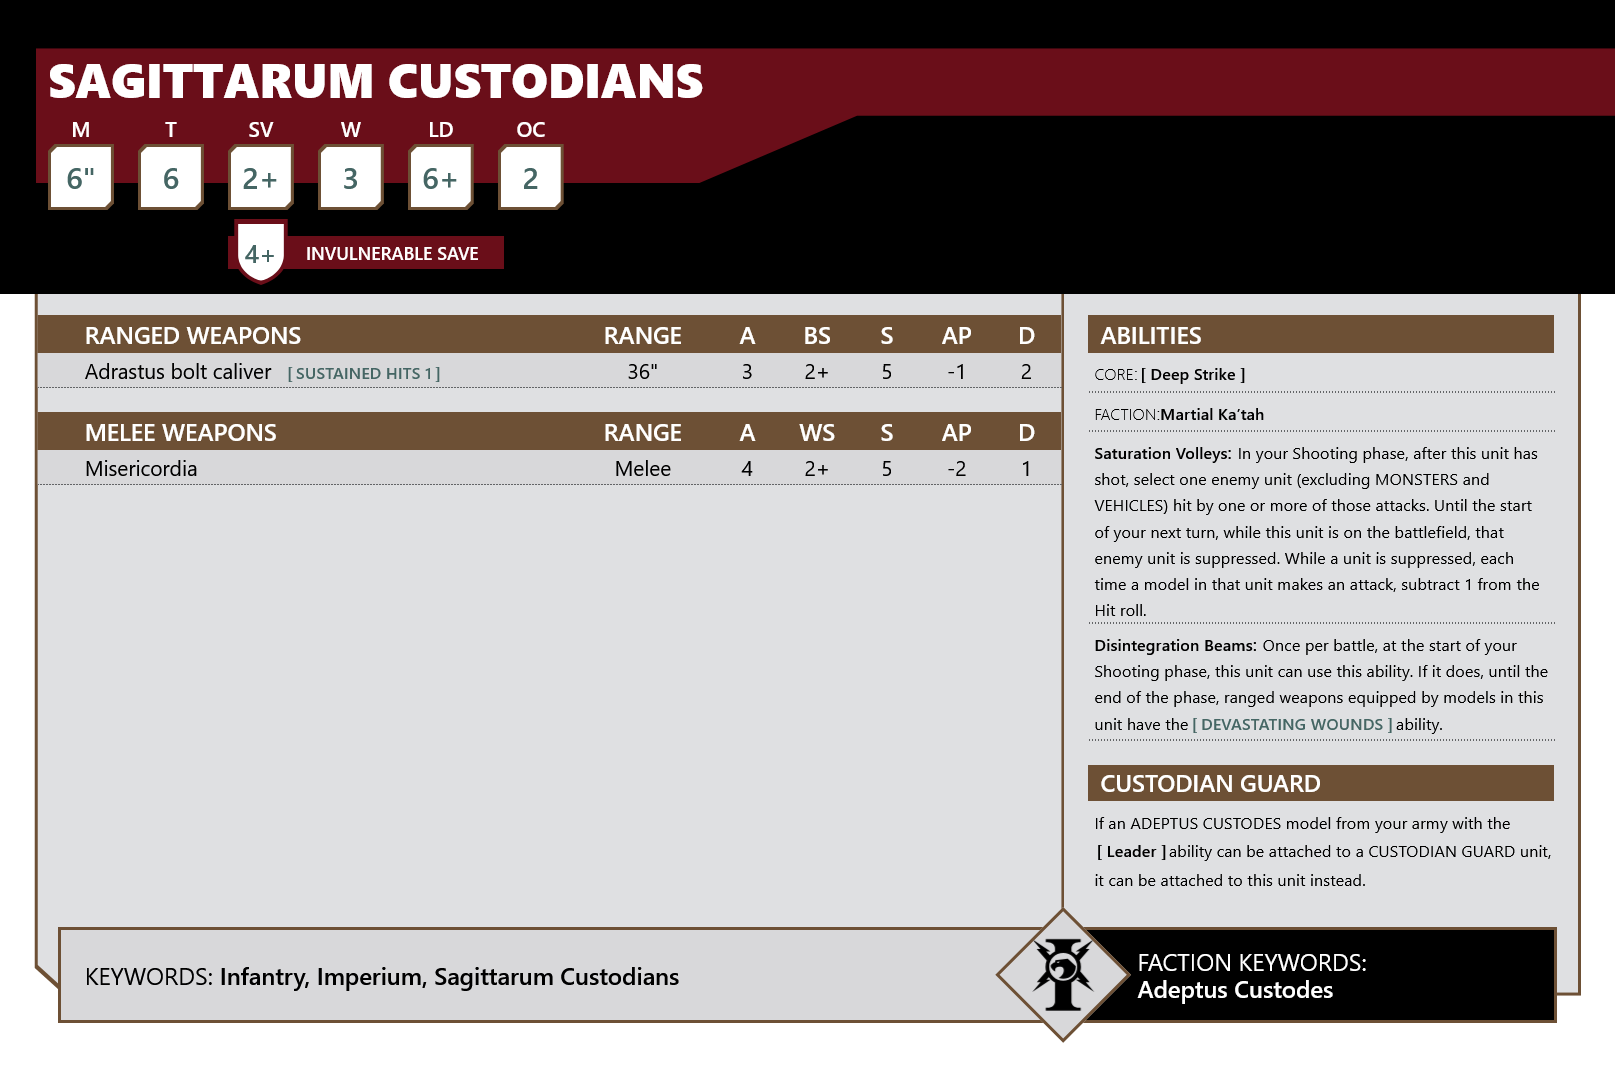 SAGITTARUM CUSTODIANS
M T SV W LD OC
6" 6 2+ 3 6+ 2
4+ INVULNERABLE SAVE
RANGED WEAPONS RANGE A BS S AP D
Adrastus bolt caliver [ SUSTAINED HITS 1 ] 36" 3 2+ 5 -1 2
MELEE WEAPONS RANGE A WS S AP D
Misericordia Melee 4 2+ 5 -2 1
ABILITIES
CORE: [ Deep Strike ]
FACTION:Martial Ka’tah
Saturation Volleys: In your Shooting phase, after this unit has
shot, select one enemy unit (excluding MONSTERS and
VEHICLES) hit by one or more of those attacks. Until the start
of your next turn, while this unit is on the battlefield, that
enemy unit is suppressed. While a unit is suppressed, each
time a model in that unit makes an attack, subtract 1 from the
Hit roll.
Disintegration Beams: Once per battle, at the start of your
Shooting phase, this unit can use this ability. If it does, until the
end of the phase, ranged weapons equipped by models in this
unit have the [ DEVASTATING WOUNDS ] ability.
CUSTODIAN GUARD
If an ADEPTUS CUSTODES model from your army with the
[ Leader ] ability can be attached to a CUSTODIAN GUARD unit,
it can be attached to this unit instead.
KEYWORDS: Infantry, Imperium, Sagittarum Custodians
FACTION KEYWORDS:
Adeptus Custodes